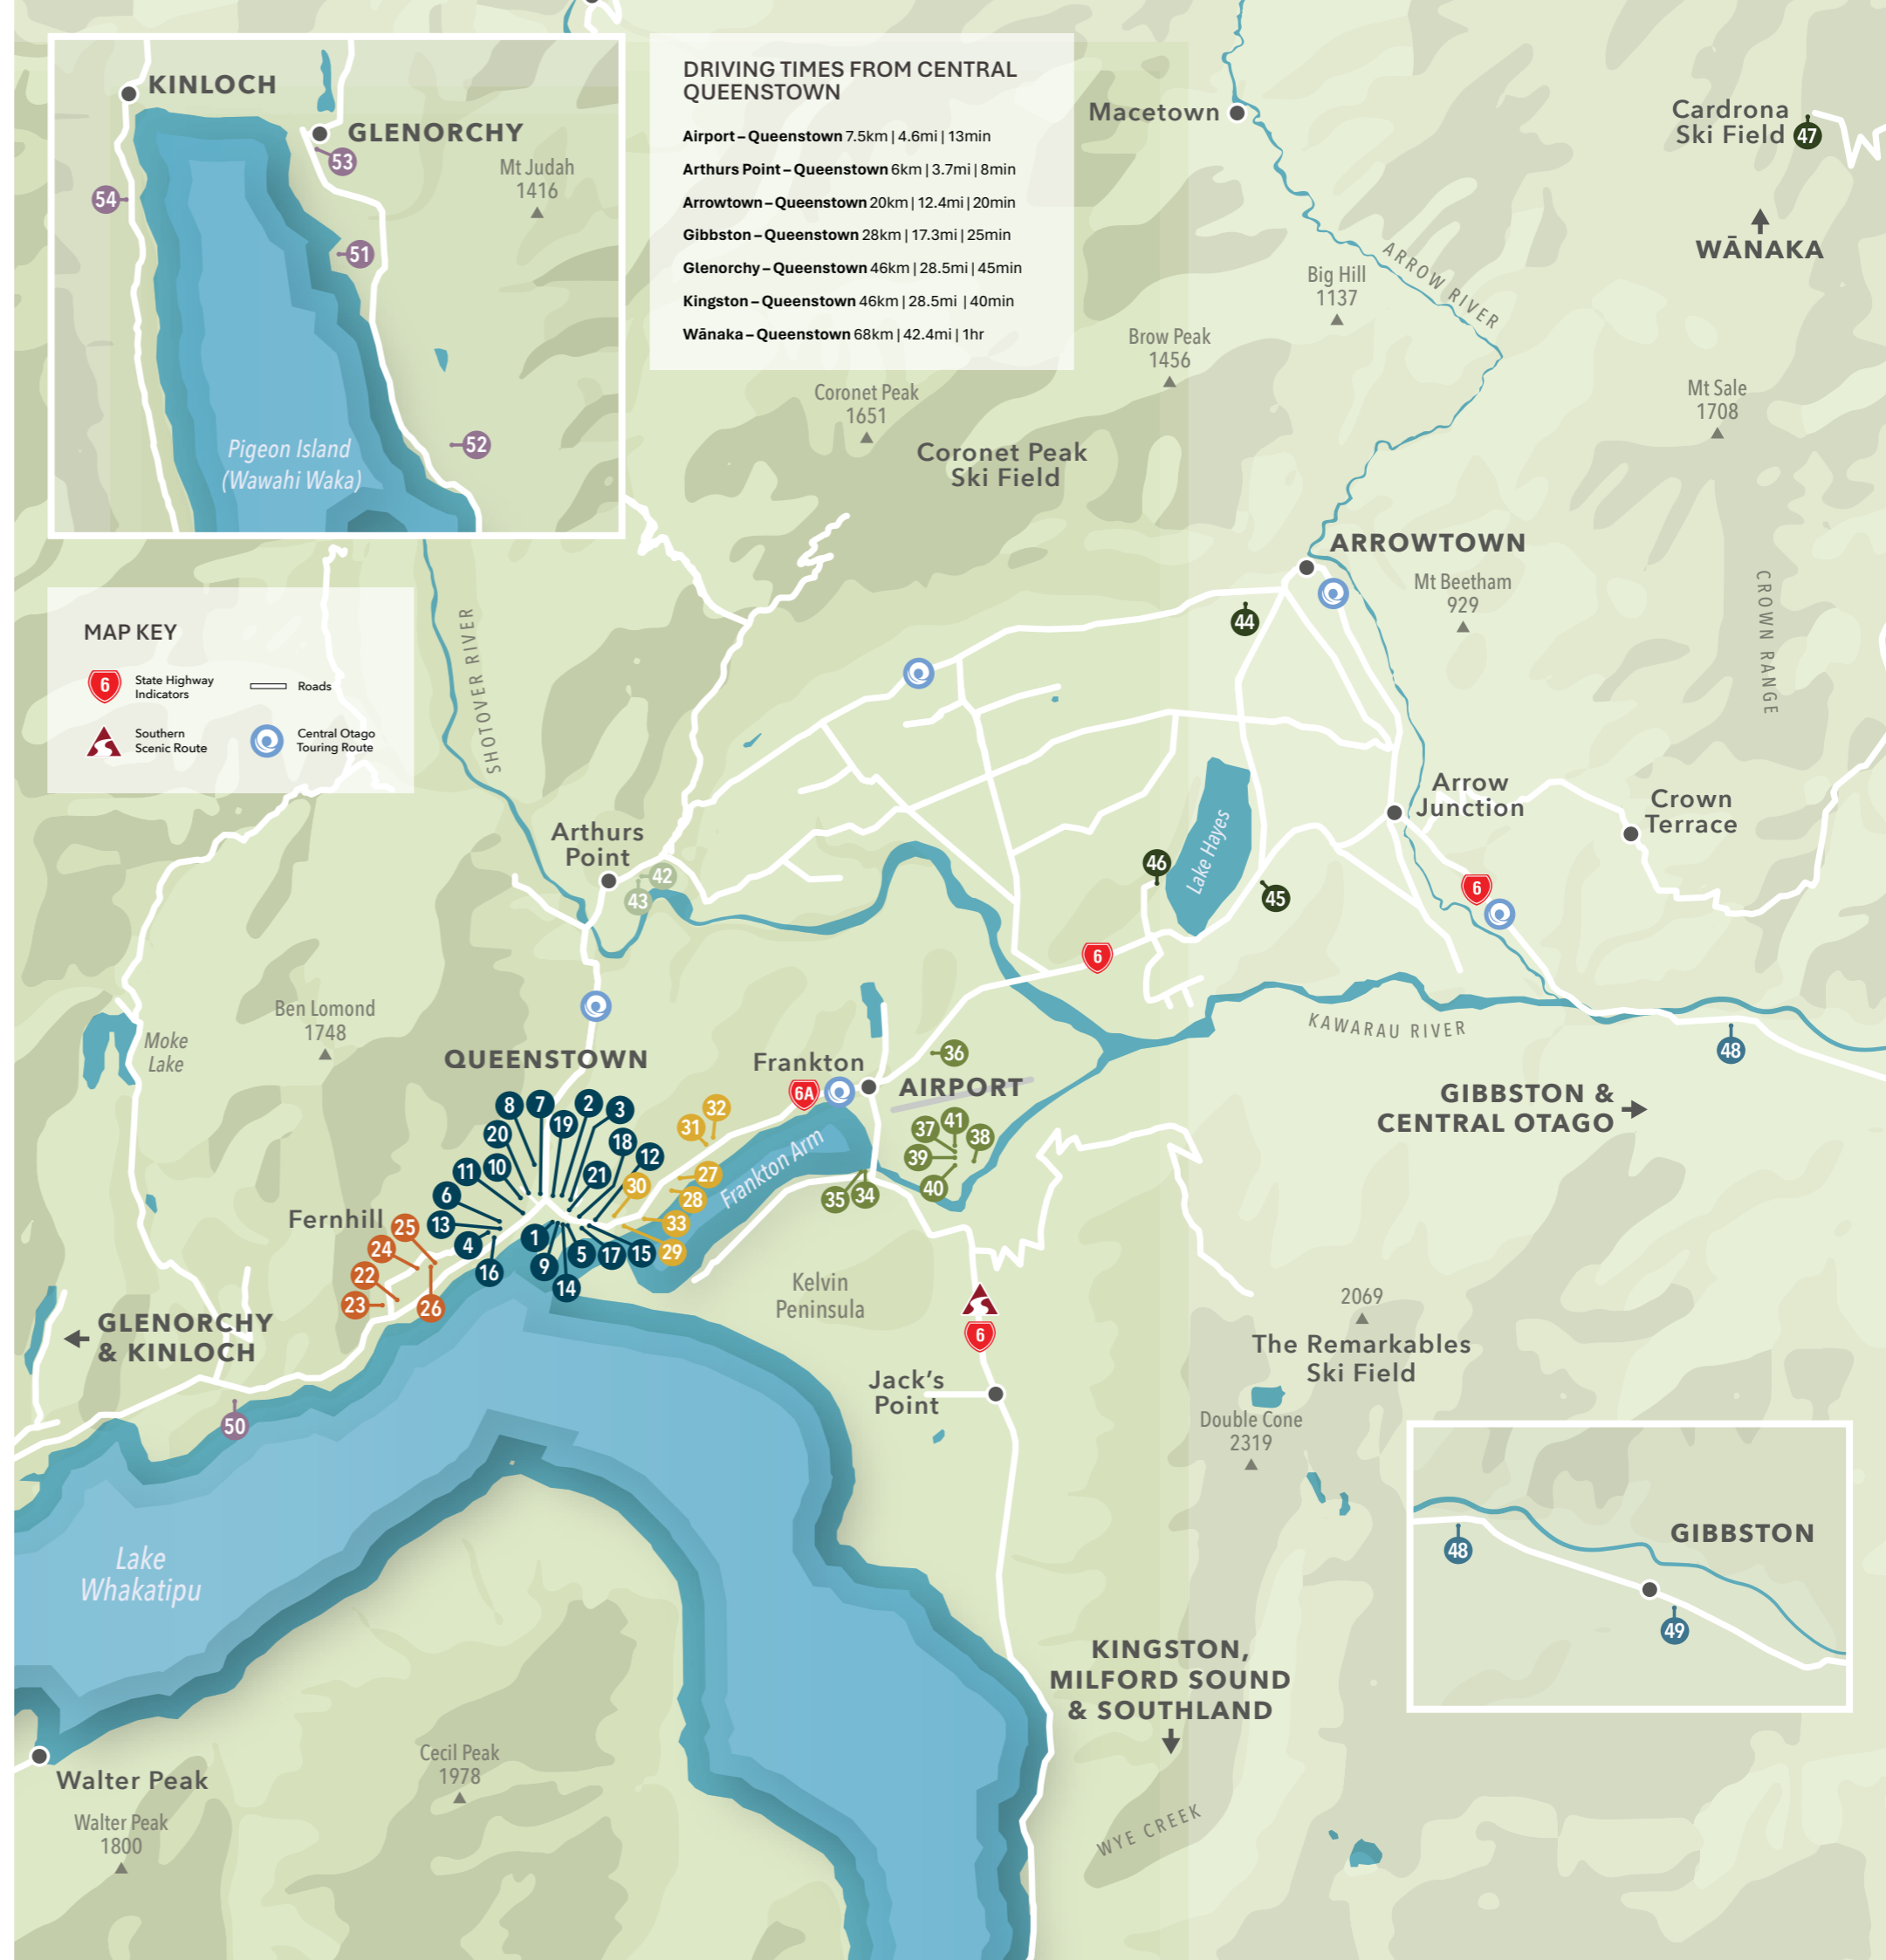 KINLOCH
GLENORCHY
53
Mt Judah
1416
54
51
52
Pigeon Island
(Wawahi Waka)
DRIVING TIMES FROM CENTRAL
QUEENSTOWN
Airport – Queenstown 7.5km | 4.6mi | 13min
Arthurs Point – Queenstown 6km | 3.7mi | 8min
Arrowtown – Queenstown 20km | 12.4mi | 20min
Gibbston – Queenstown 28km | 17.3mi | 25min
Glenorchy – Queenstown 46km | 28.5mi | 45min
Kingston – Queenstown 46km | 28.5mi | 40min
Wānaka – Queenstown 68km | 42.4mi | 1hr
Macetown
Cardrona
Ski Field
47
WĀNAKA
ARROW RIVER
Big Hill
1137
Brow Peak
1456
Coronet Peak
1651
Mt Sale
1708
Coronet Peak
Ski Field
ARROWTOWN
Mt Beetham
929
CROWN RANGE
44
MAP KEY
6
State Highway
Indicators
Roads
Southern
Scenic Route
Central Otago
Touring Route
SHOTOVER RIVER
Arthurs
Point
42
43
Arrow
Junction
Crown
Terrace
Lake Hayes
46
45
6
6
KAWARAU RIVER
48
GIBBSTON &
CENTRAL OTAGO
Moke
Lake
Ben Lomond
1748
QUEENSTOWN
Frankton
6A
AIRPORT
36
8
7
2
3
19
20
18
12
11
10
21
6
30
13
4
16
1
9
5
17
15
14
32
31
27
28
33
29
Frankton Arm
37
41
38
39
40
35
34
Fernhill
25
24
22
23
26
GLENORCHY
& KINLOCH
50
Kelvin
Peninsula
6
Jack's
Point
2069
The Remarkables
Ski Field
Double Cone
2319
GIBBSTON
48
49
Lake
Whakatipu
KINGSTON,
MILFORD SOUND
& SOUTHLAND
WYE CREEK
Walter Peak
Walter Peak
1800
Cecil Peak
1978